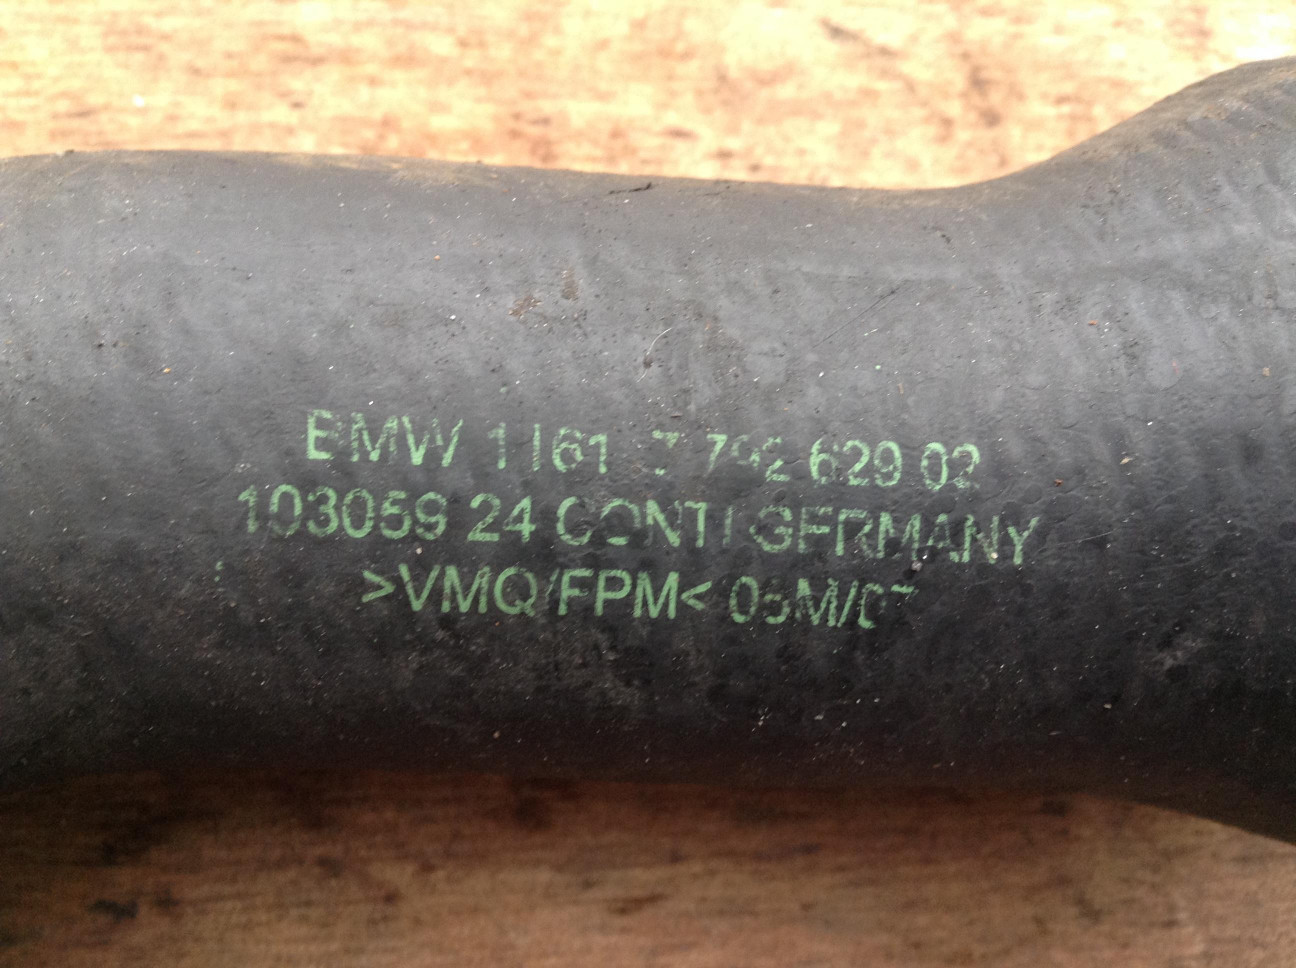 BMW 1161 7 792 629 02
103059 24 CONTI GERMANY
>VMQ/FPM< 05M/07